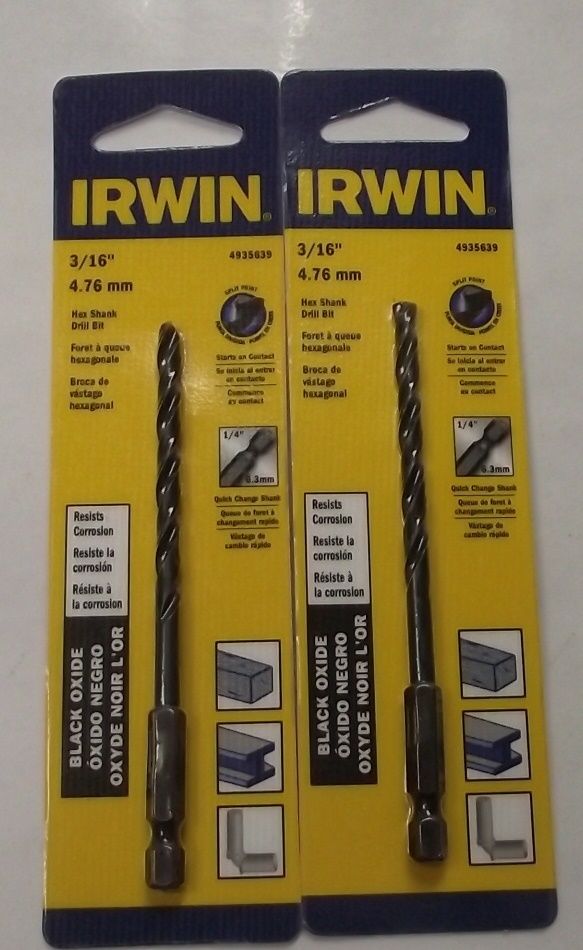 IRWIN®
3/16"
4935639
4.76 mm
SPLIT POINT
Hex Shank
Drill Bit
Foret à queue
hexagonale
Broca de
vástago
hexagonal
Starts on Contact
Se inicia al entrar
en contacto
Commence
au contact
1/4"
6.3mm
Quick Change Shank
Queue de foret à
changement rapide
Vástago de
cambio rápido
Resists
Corrosion
Resiste la
corrosión
Résiste à
la corrosion
BLACK OXIDE
ÓXIDO NEGRO
OXYDE NOIR L'OR
IRWIN®
3/16"
4935639
4.76 mm
SPLIT POINT
Hex Shank
Drill Bit
Foret à queue
hexagonale
Broca de
vástago
hexagonal
Starts on Contact
Se inicia al entrar
en contacto
Commence
au contact
1/4"
6.3mm
Quick Change Shank
Queue de foret à
changement rapide
Vástago de
cambio rápido
Resists
Corrosion
Resiste la
corrosión
Résiste à
la corrosion
BLACK OXIDE
ÓXIDO NEGRO
OXYDE NOIR L'OR